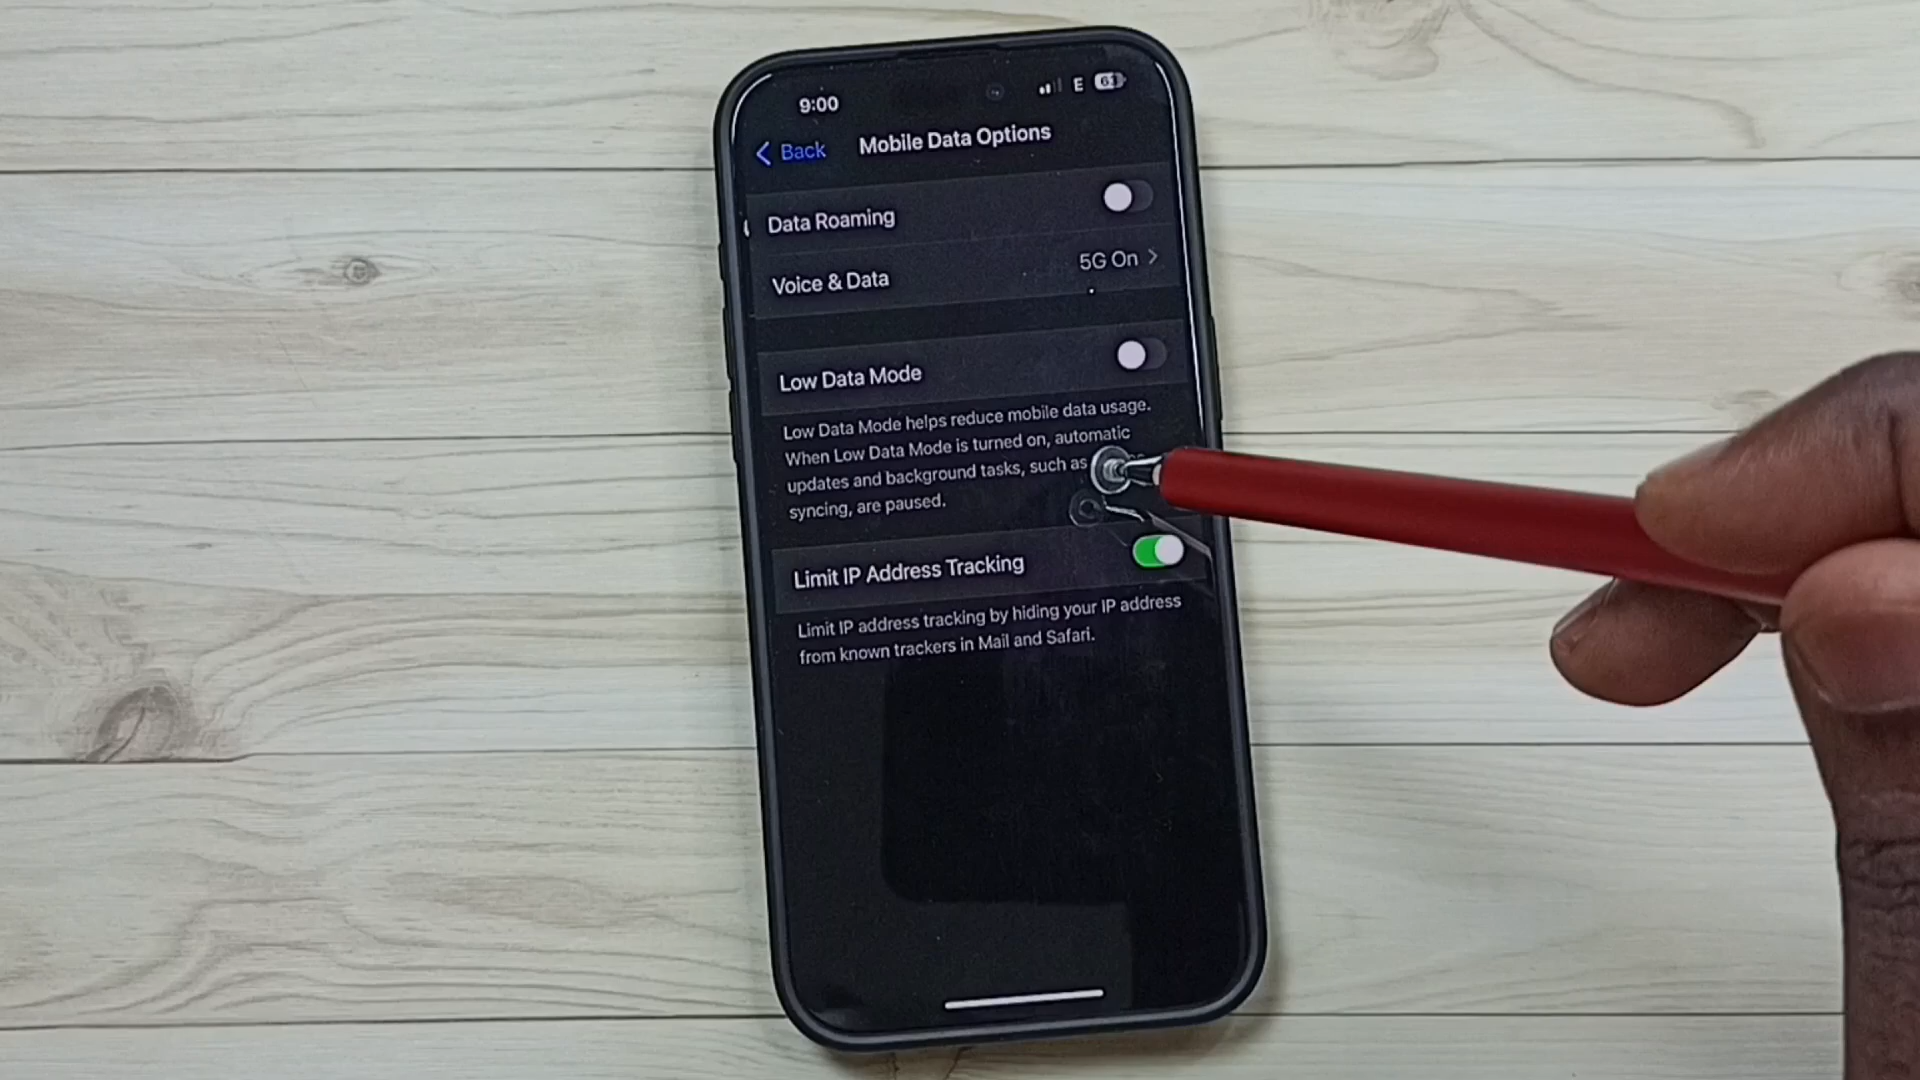 9:00
E 61
Back
Mobile Data Options
Data Roaming
Voice & Data 5G On
Low Data Mode
Low Data Mode helps reduce mobile data usage.
When Low Data Mode is turned on, automatic
updates and background tasks, such as
syncing, are paused.
Limit IP Address Tracking
Limit IP address tracking by hiding your IP address
from known trackers in Mail and Safari.